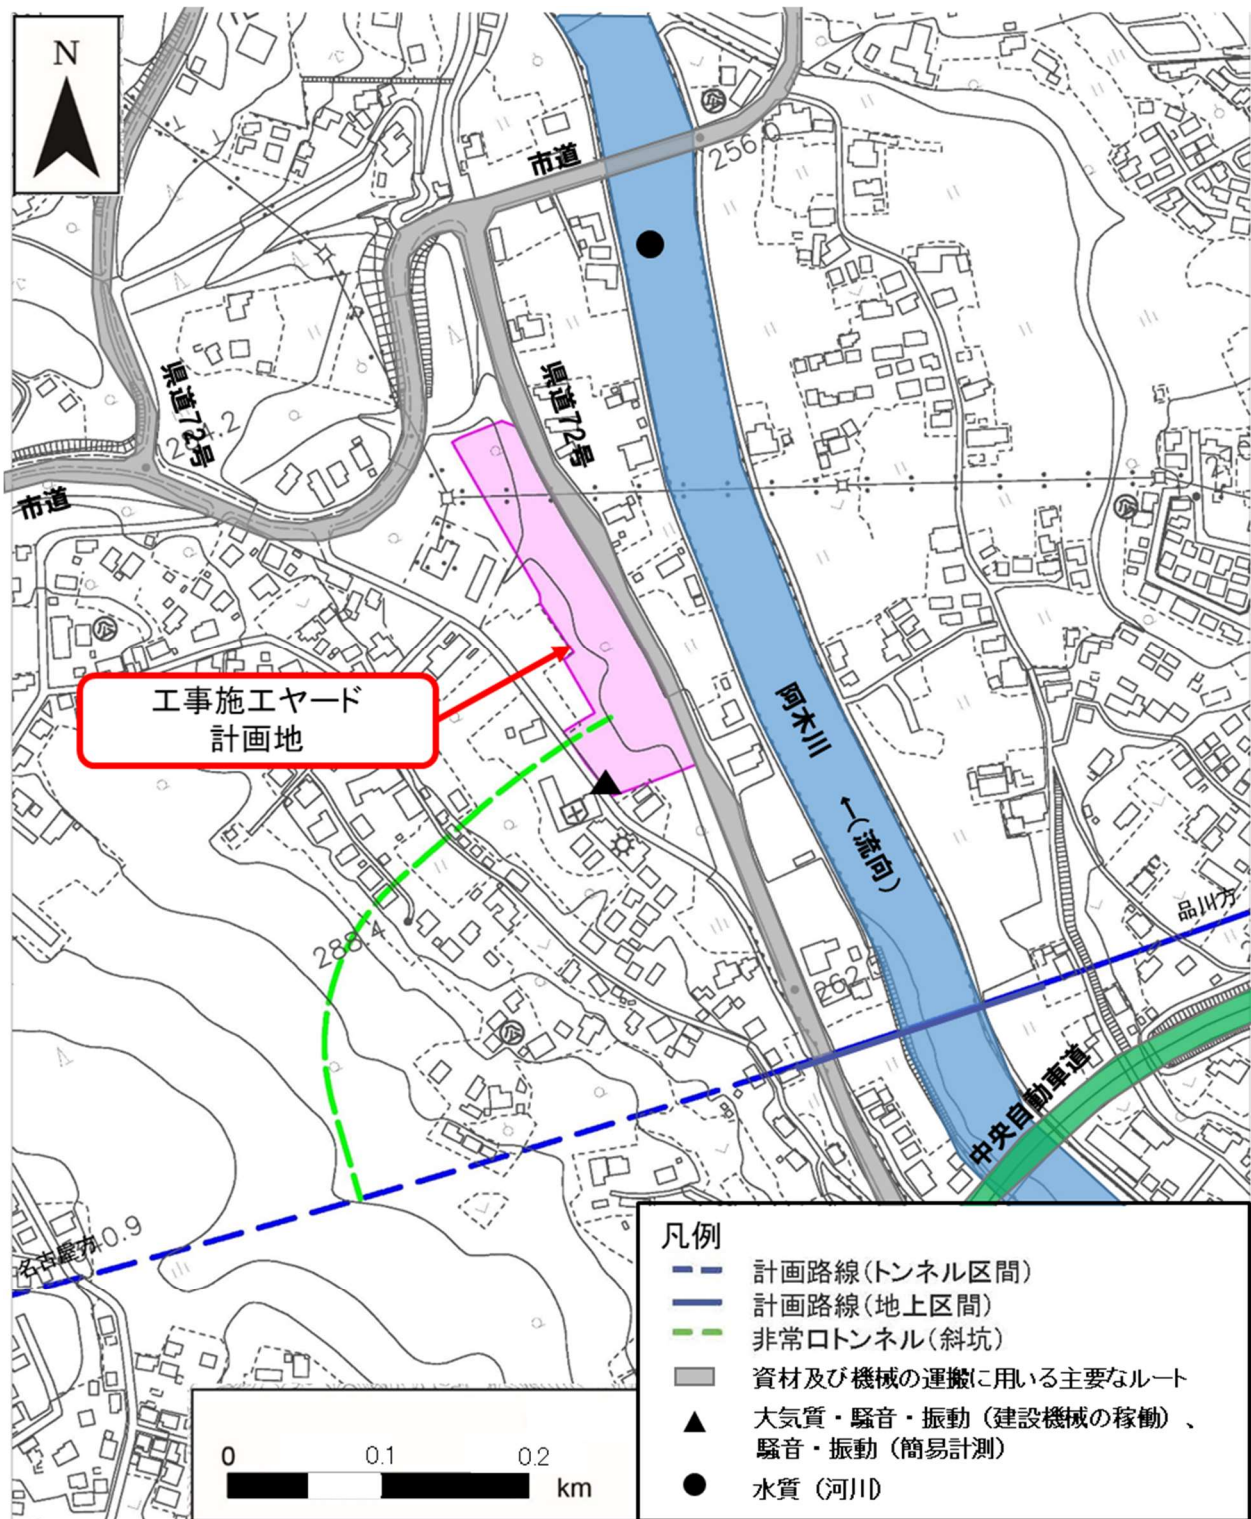 N
市道
256
県道72号
県道72号
市道
工事施工ヤード
計画地
阿木川
←(流向)
288.4
262
品川方
中央自動車道
名古屋方
0.9
凡例
計画路線(トンネル区間)
計画路線(地上区間)
非常口トンネル(斜坑)
資材及び機械の運搬に用いる主要なルート
大気質・騒音・振動（建設機械の稼働）、
騒音・振動（簡易計測）
水質（河川）
0 0.1 0.2
km